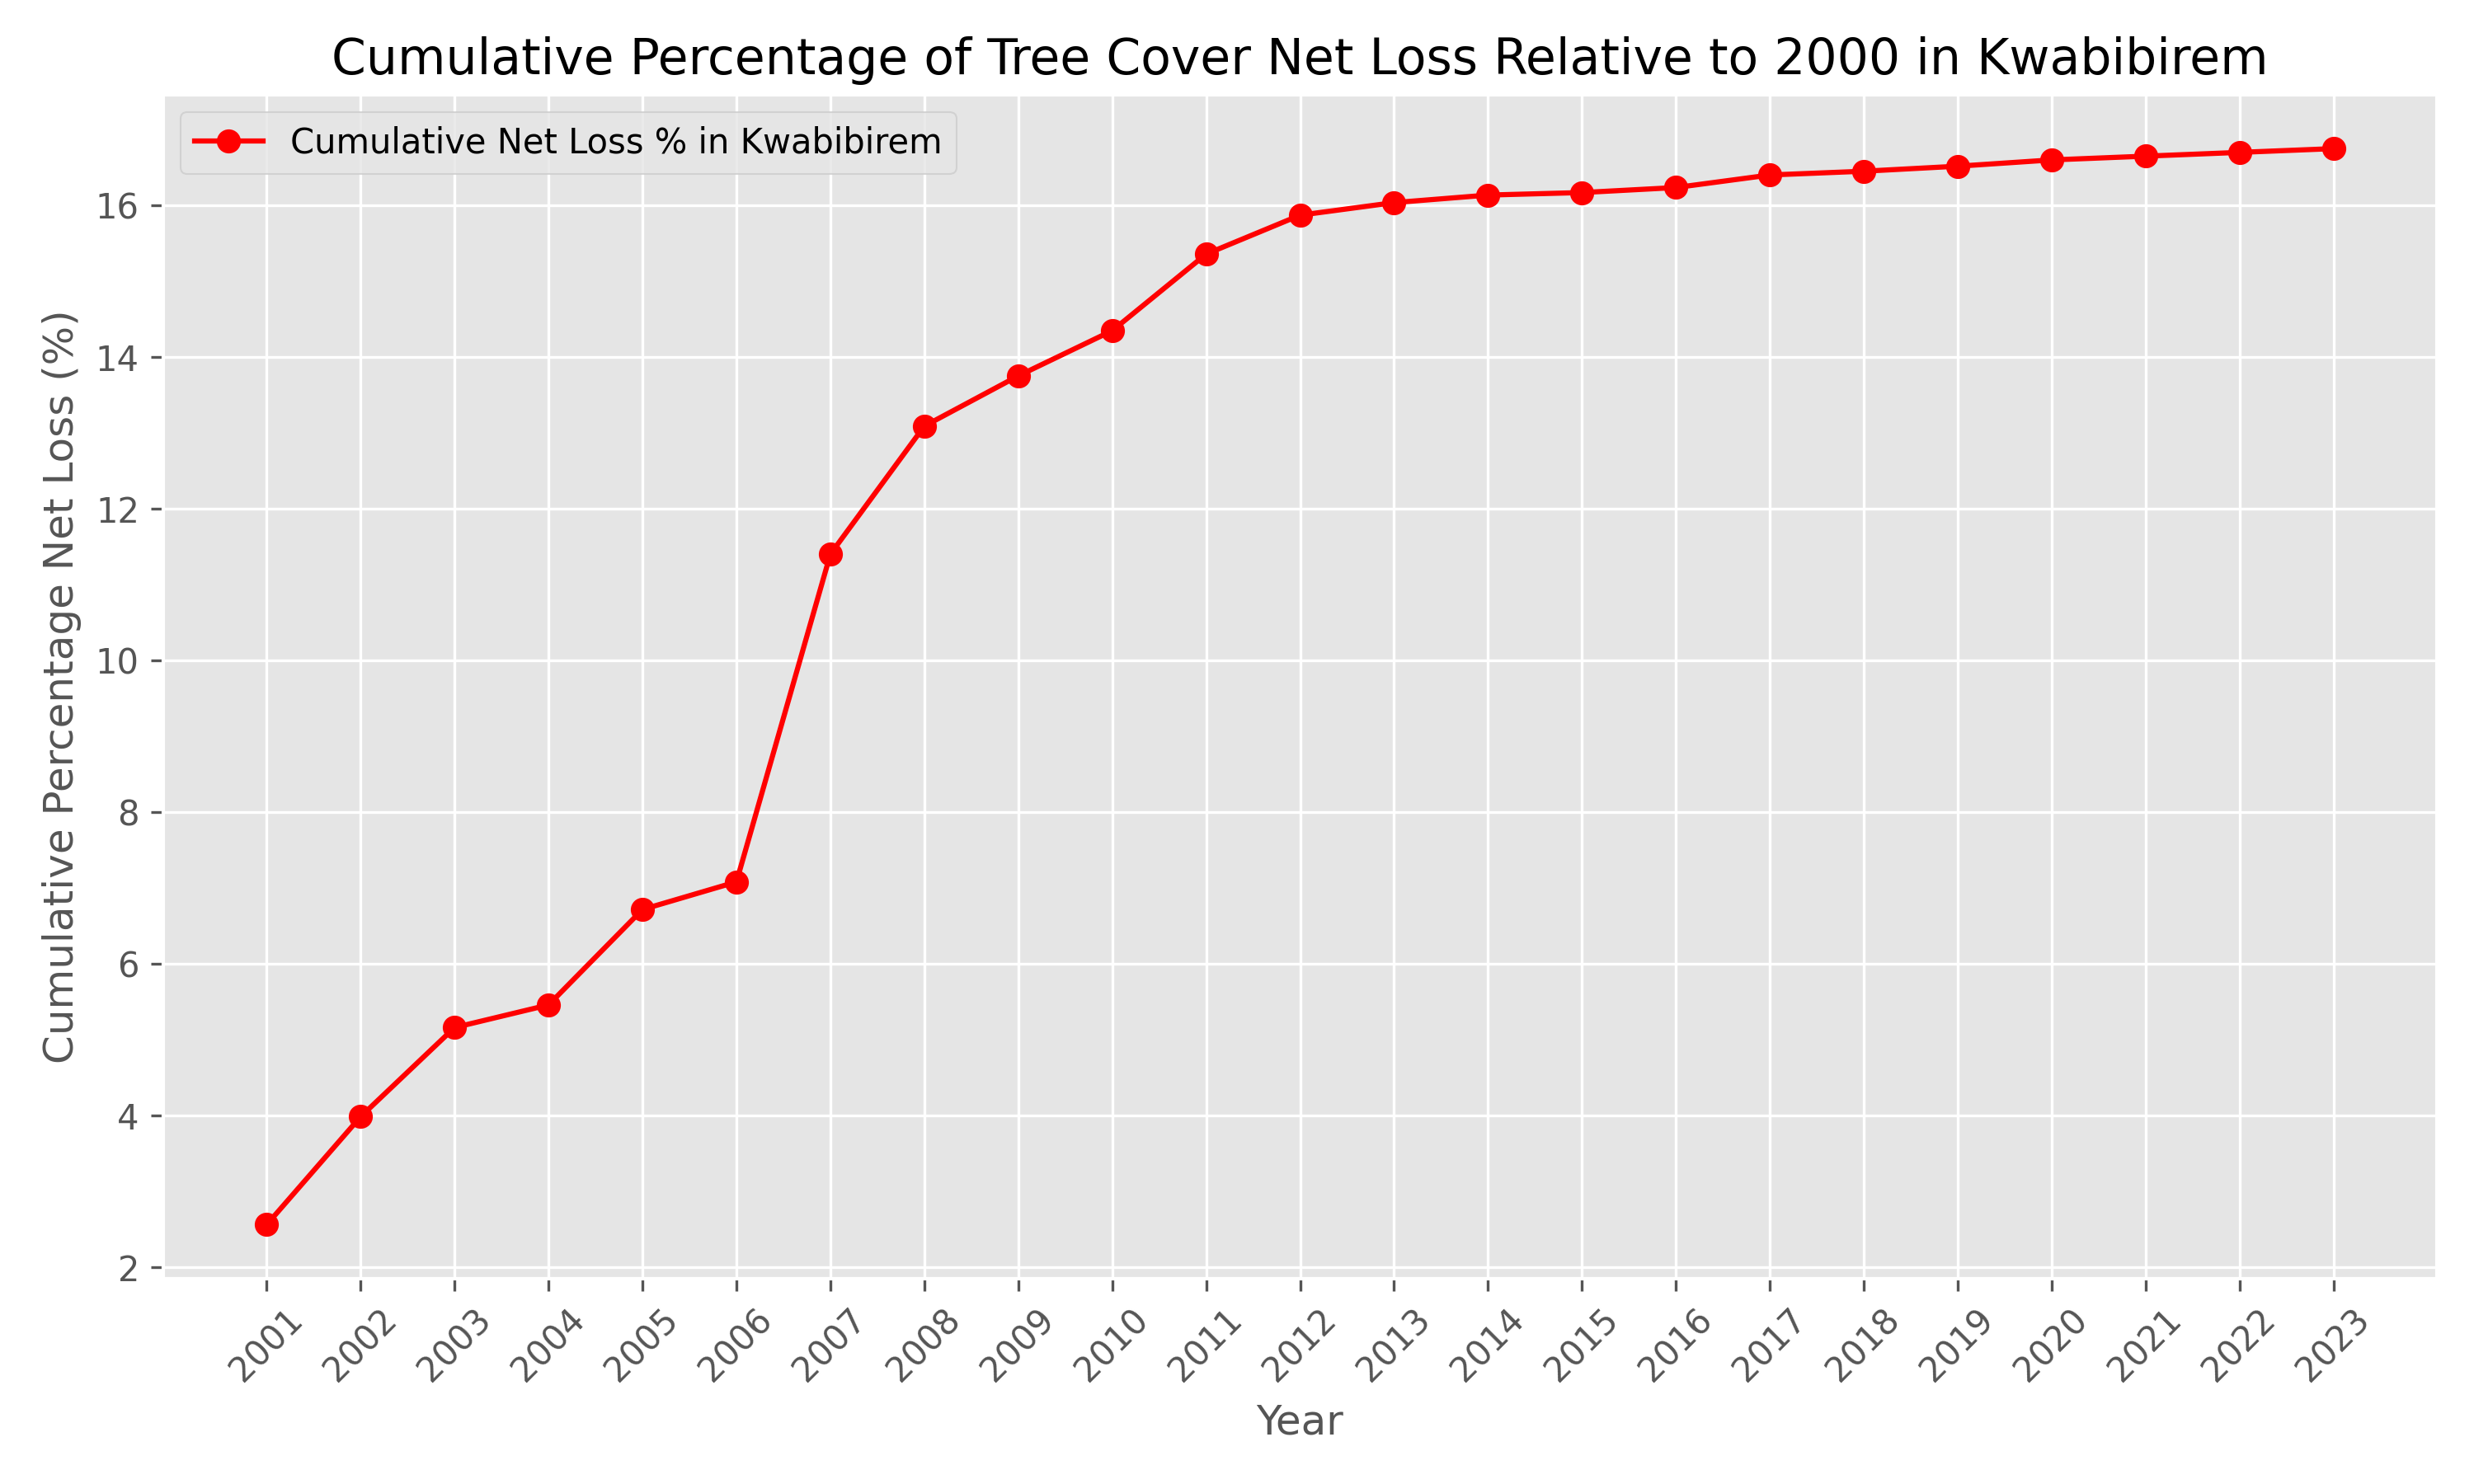 Cumulative Percentage of Tree Cover Net Loss Relative to 2000 in Kwabibirem
Cumulative Net Loss % in Kwabibirem
Cumulative Percentage Net Loss (%)
16
14
12
10
8
6
4
2
2001 2002 2003 2004 2005 2006 2007 2008 2009 2010 2011 2012 2013 2014 2015 2016 2017 2018 2019 2020 2021 2022 2023
Year